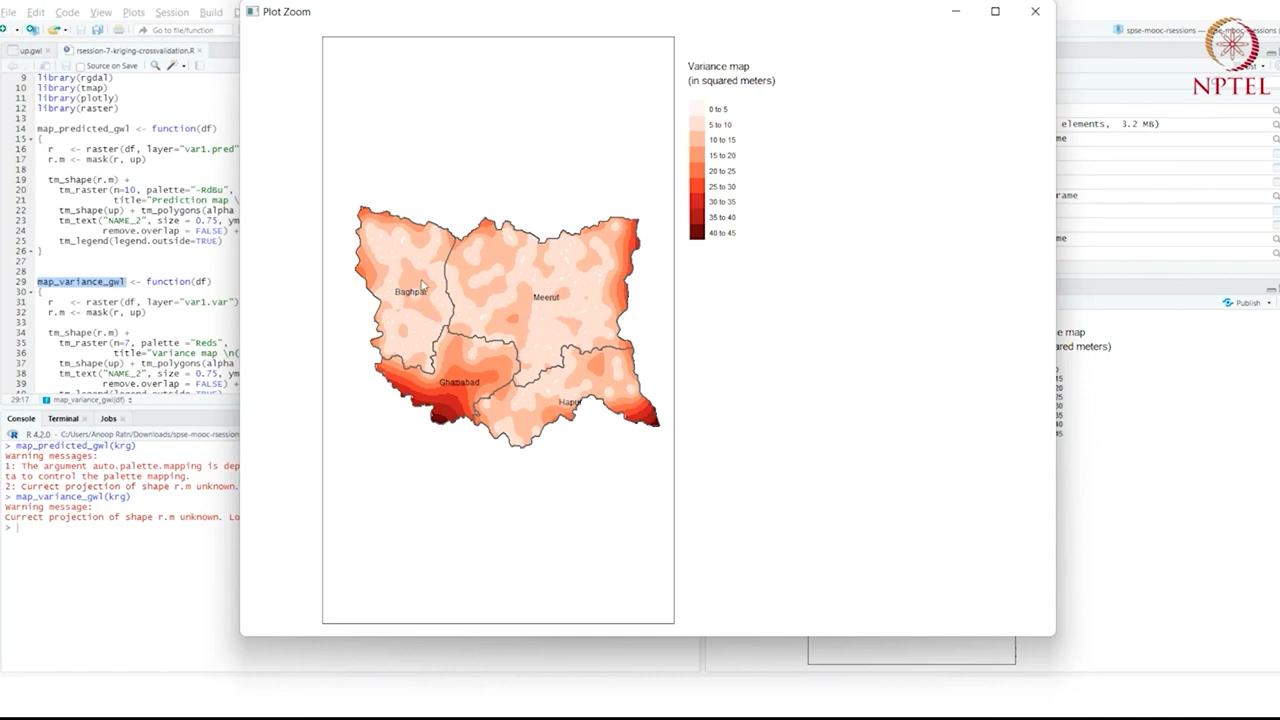 File Edit Code View Plots Session Build
Plot Zoom
Go to file/function
spse-mooc-rsessions
NPTEL
up.gwl
rsession-7-kriging-crossvalidation.R
Source on Save
9 library(rgdal)
10 library(tmap)
11 library(plotly)
12 library(raster)
13
14 map_predicted_gwl <- function(df)
15 {
16 r <- raster(df, layer="var1.pred"
17 r.m <- mask(r, up)
18
19 tm_shape(r.m) +
20 tm_raster(n=10, palette="-RdBu",
21 title="Prediction map \
22 tm_shape(up) + tm_polygons(alpha
23 tm_text("NAME_2", size = 0.75, ym
24 remove.overlap = FALSE) +
25 tm_legend(legend.outside=TRUE)
26 }
27
28
29 map_variance_gwl <- function(df)
30 {
31 r <- raster(df, layer="var1.var")
32 r.m <- mask(r, up)
33
34 tm_shape(r.m) +
35 tm_raster(n=7, palette ="Reds",
36 title="Variance map \n(
37 tm_shape(up) + tm_polygons(alpha
38 tm_text("NAME_2", size = 0.75, ym
39 remove.overlap = FALSE) +
29:17 map_variance_gwl(df)
Console Terminal Jobs
R 4.2.0 · C:/Users/Anoop Ratn/Downloads/spse-mooc-rsession
> map_predicted_gwl(krg)
Warning messages:
1: The argument auto.palette.mapping is dep
ta to control the palette mapping.
2: Currect projection of shape r.m unknown.
> map_variance_gwl(krg)
Warning message:
Currect projection of shape r.m unknown. Lo
>
Variance map
(in squared meters)
0 to 5
5 to 10
10 to 15
15 to 20
20 to 25
25 to 30
30 to 35
35 to 40
40 to 45
Baghpat
Meerut
Ghaziabad
Hapur
elements, 3.2 MB)
me
rame
me
Publish
e map
ared meters)